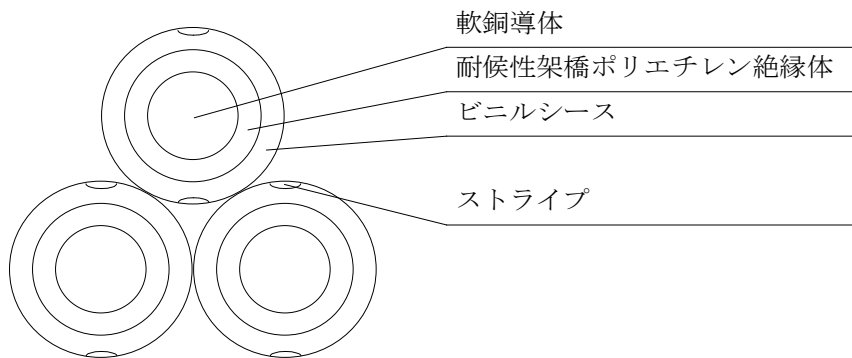 軟銅導体
耐候性架橋ポリエチレン絶縁体
ビニルシース
ストライプ